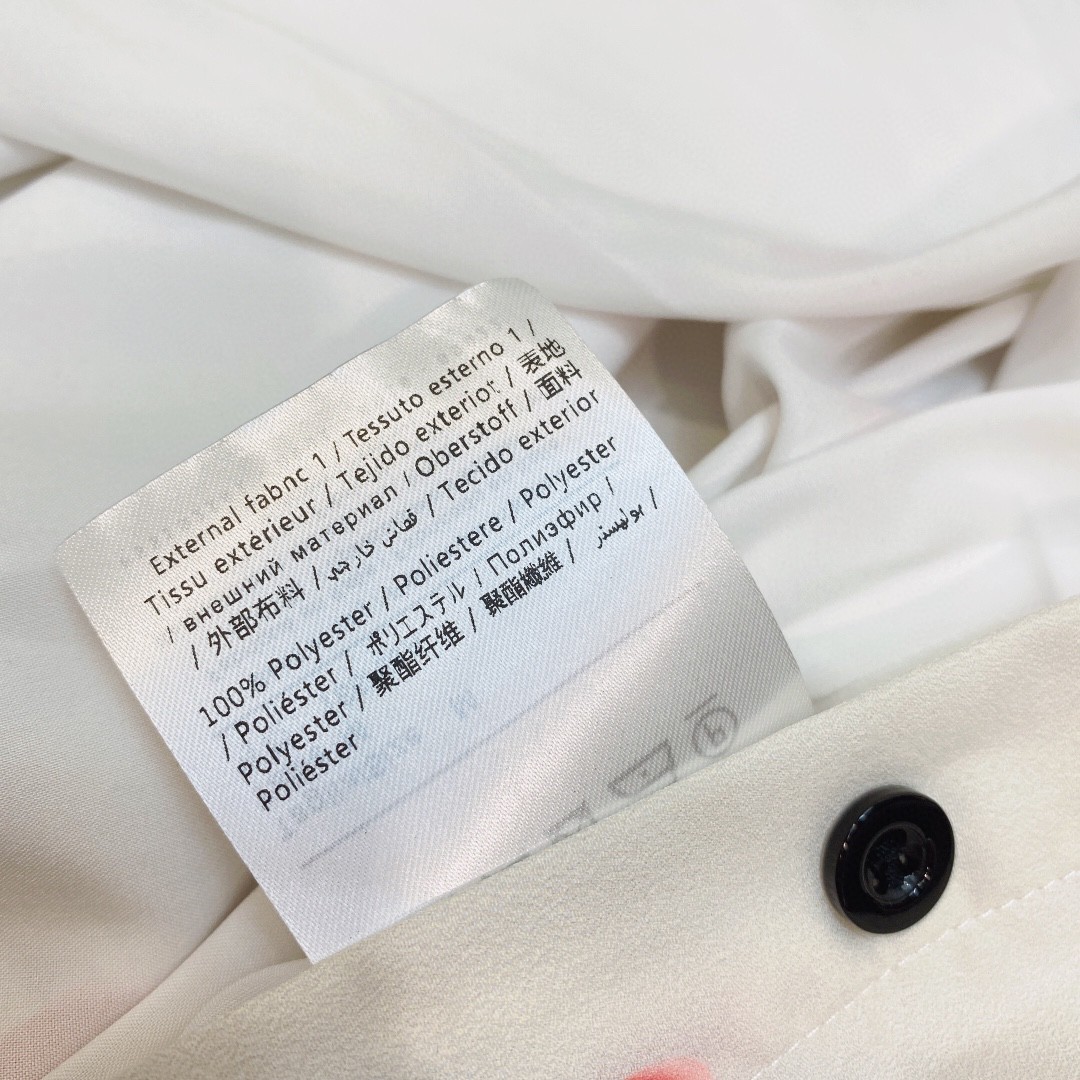 External fabnc 1 / Tessuto esterno 1 /
Tissu extérieur / Tejido exterior / 表地
/ внешний материал / Oberstoff / 面料
/ 外部布料 / قماش خارجي / Tecido exterior
100% Polyester / Poliestere / Polyester
/ Poliéster / ポリエステル / Полиэфир /
Polyester / 聚酯纤维 / 聚酯纖維 / بوليستر /
Poliéster